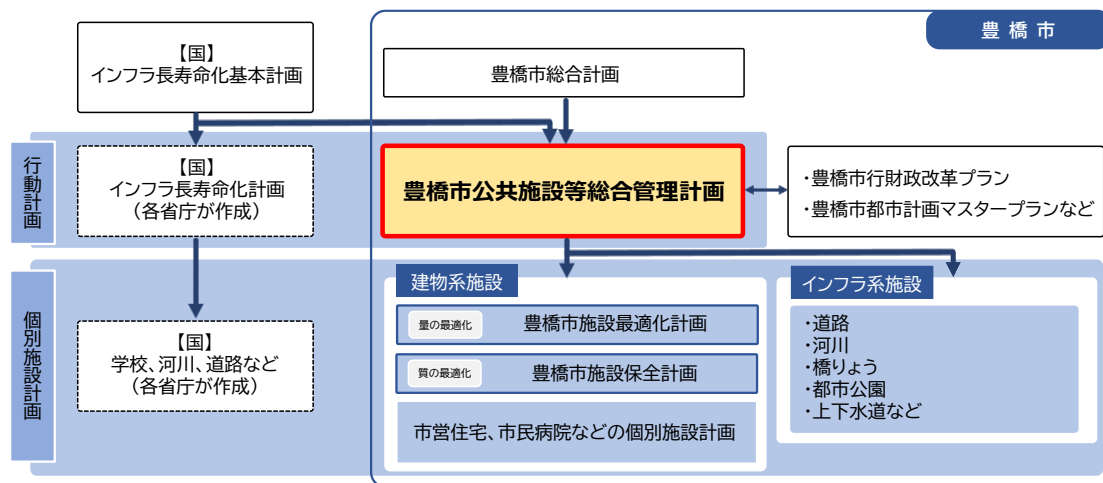 豊橋市
【国】
インフラ長寿命化基本計画
豊橋市総合計画
行動計画
【国】
インフラ長寿命化計画
（各省庁が作成）
豊橋市公共施設等総合管理計画
・豊橋市行財政改革プラン
・豊橋市都市計画マスタープランなど
個別施設計画
【国】
学校、河川、道路など
（各省庁が作成）
建物系施設
量の最適化
豊橋市施設最適化計画
質の最適化
豊橋市施設保全計画
市営住宅、市民病院などの個別施設計画
インフラ系施設
・道路
・河川
・橋りょう
・都市公園
・上下水道など